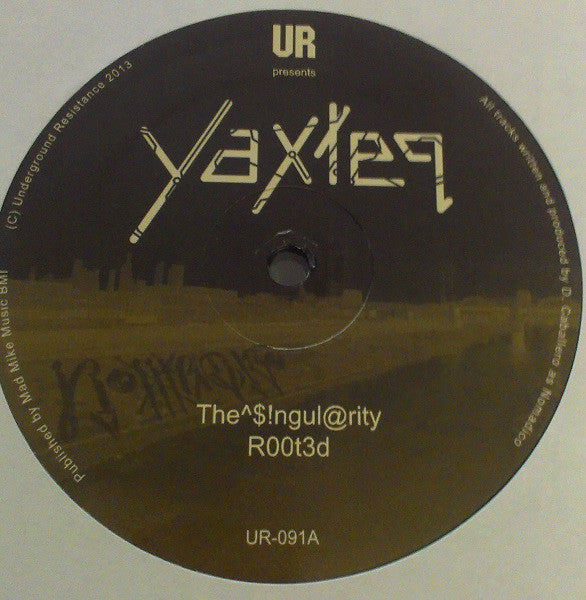 UR
presents
yaxteq
The^$!ngul@rity
R00t3d
UR-091A
Published by Mad Mike Music BMI (C) Underground Resistance 2013
All tracks written and produced by D. Caballero as Nomadico